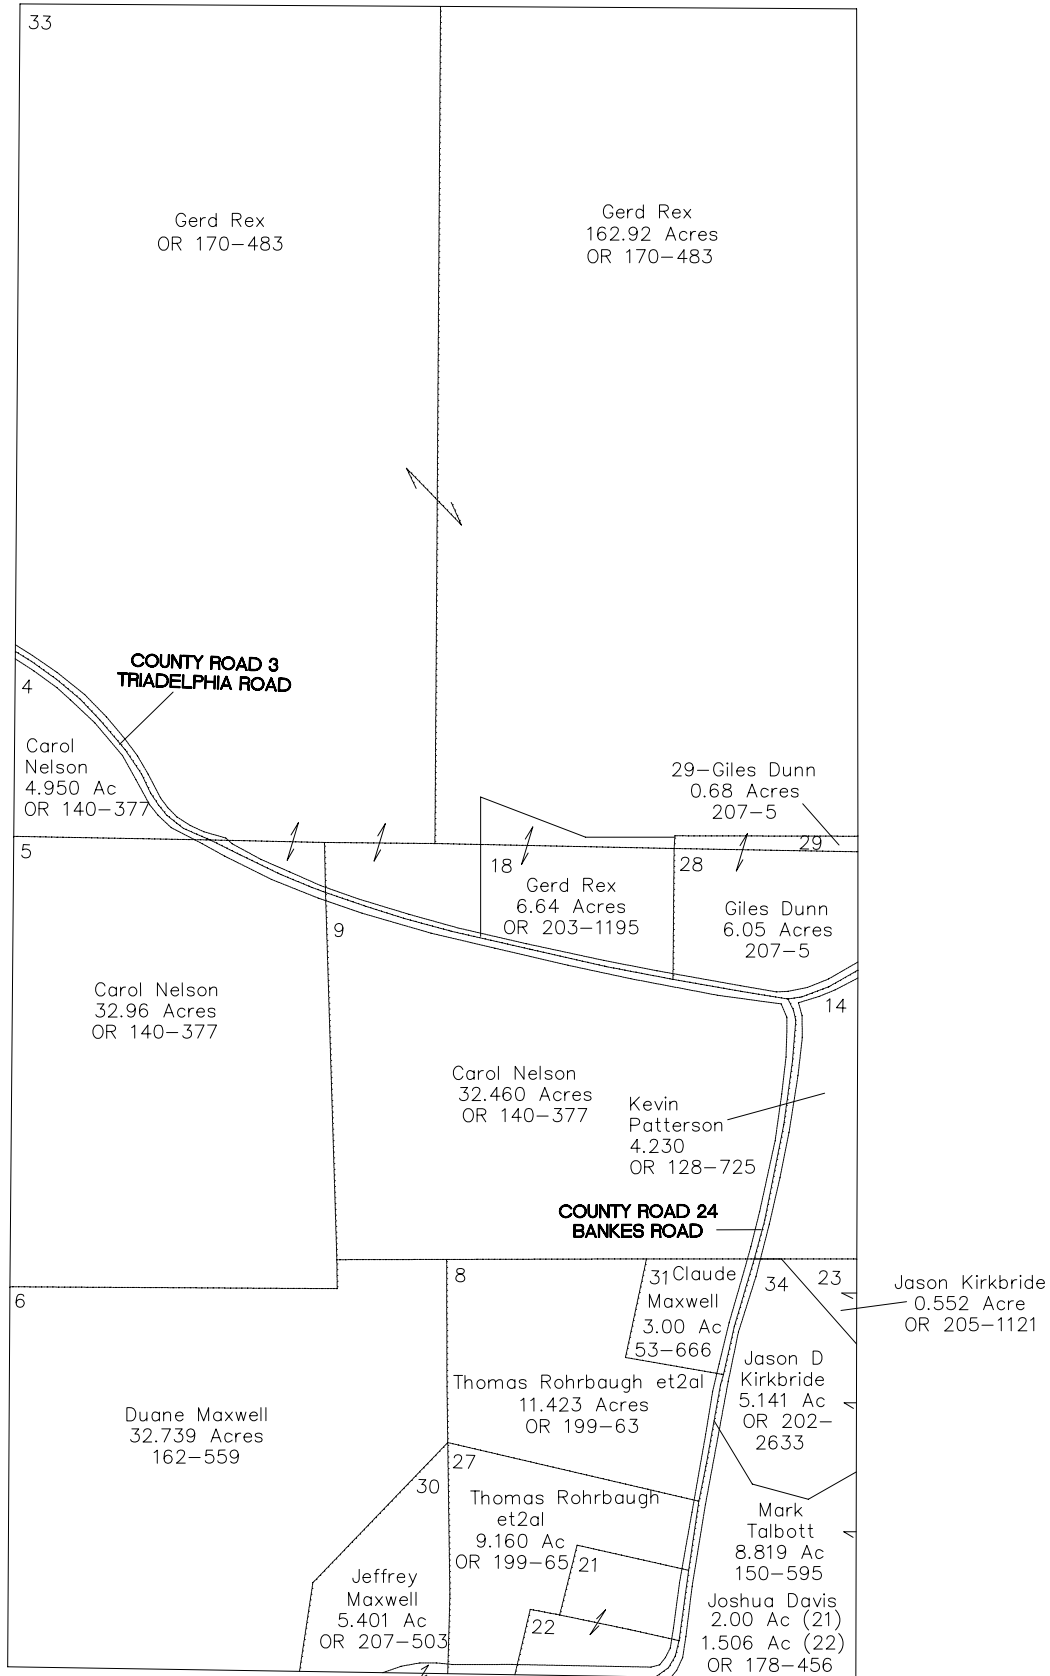 33
Gerd Rex
OR 170-483
Gerd Rex
162.92 Acres
OR 170-483
COUNTY ROAD 3
TRIADELPHIA ROAD
4
Carol
Nelson
4.950 Ac
OR 140-377
29-Giles Dunn
0.68 Acres
207-5
29
5
18
Gerd Rex
6.64 Acres
OR 203-1195
28
Giles Dunn
6.05 Acres
207-5
9
14
Carol Nelson
32.96 Acres
OR 140-377
Carol Nelson
32.460 Acres
OR 140-377
Kevin
Patterson
4.230
OR 128-725
COUNTY ROAD 24
BANKES ROAD
6
8
31
Claude
Maxwell
3.00 Ac
53-666
34
23
Jason Kirkbride
0.552 Acre
OR 205-1121
Jason D
Kirkbride
5.141 Ac
OR 202-
2633
Thomas Rohrbaugh et2al
11.423 Acres
OR 199-63
Duane Maxwell
32.739 Acres
162-559
27
30
Thomas Rohrbaugh
et2al
9.160 Ac
OR 199-65
21
Mark
Talbott
8.819 Ac
150-595
Jeffrey
Maxwell
5.401 Ac
OR 207-503
22
Joshua Davis
2.00 Ac (21)
1.506 Ac (22)
OR 178-456